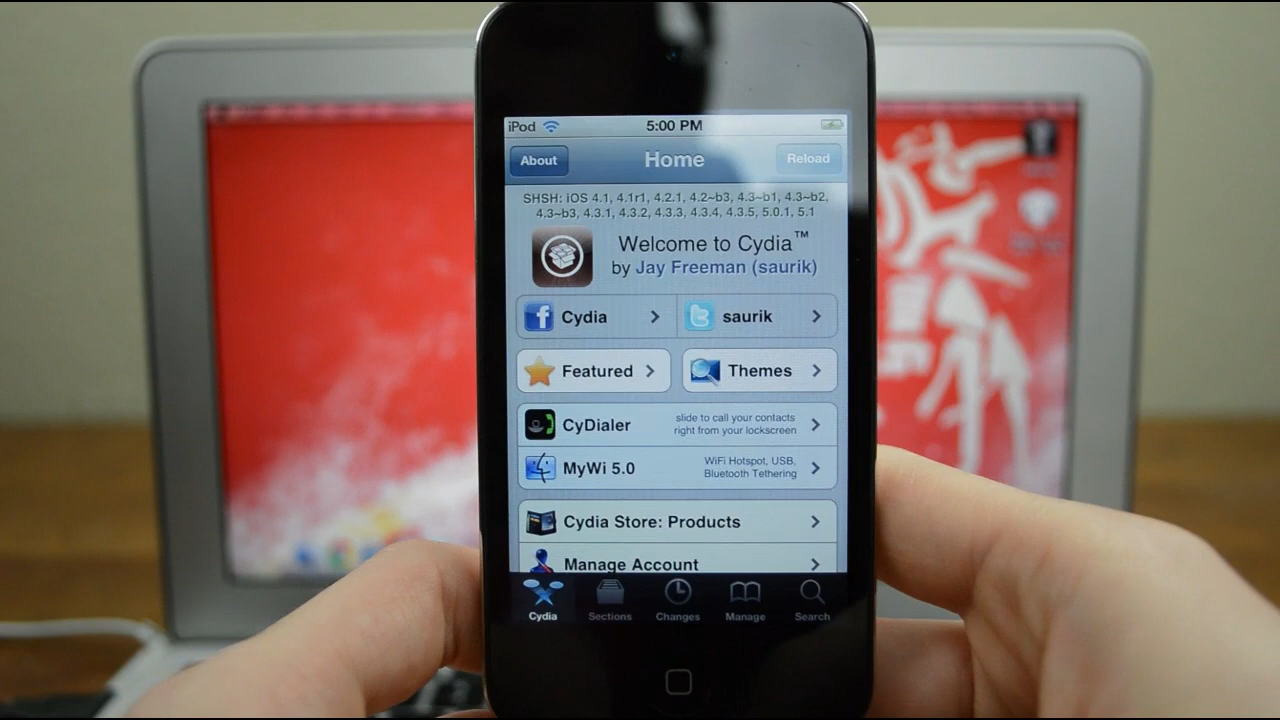 iPod 5:00 PM
About Home Reload
SHSH: iOS 4.1, 4.1r1, 4.2.1, 4.2~b3, 4.3~b1, 4.3~b2,
4.3~b3, 4.3.1, 4.3.2, 4.3.3, 4.3.4, 4.3.5, 5.0.1, 5.1
Welcome to Cydia™
by Jay Freeman (saurik)
Cydia saurik
Featured Themes
CyDialer slide to call your contacts
right from your lockscreen
MyWi 5.0 WiFi Hotspot, USB,
Bluetooth Tethering
Cydia Store: Products
Manage Account
Cydia Sections Changes Manage Search